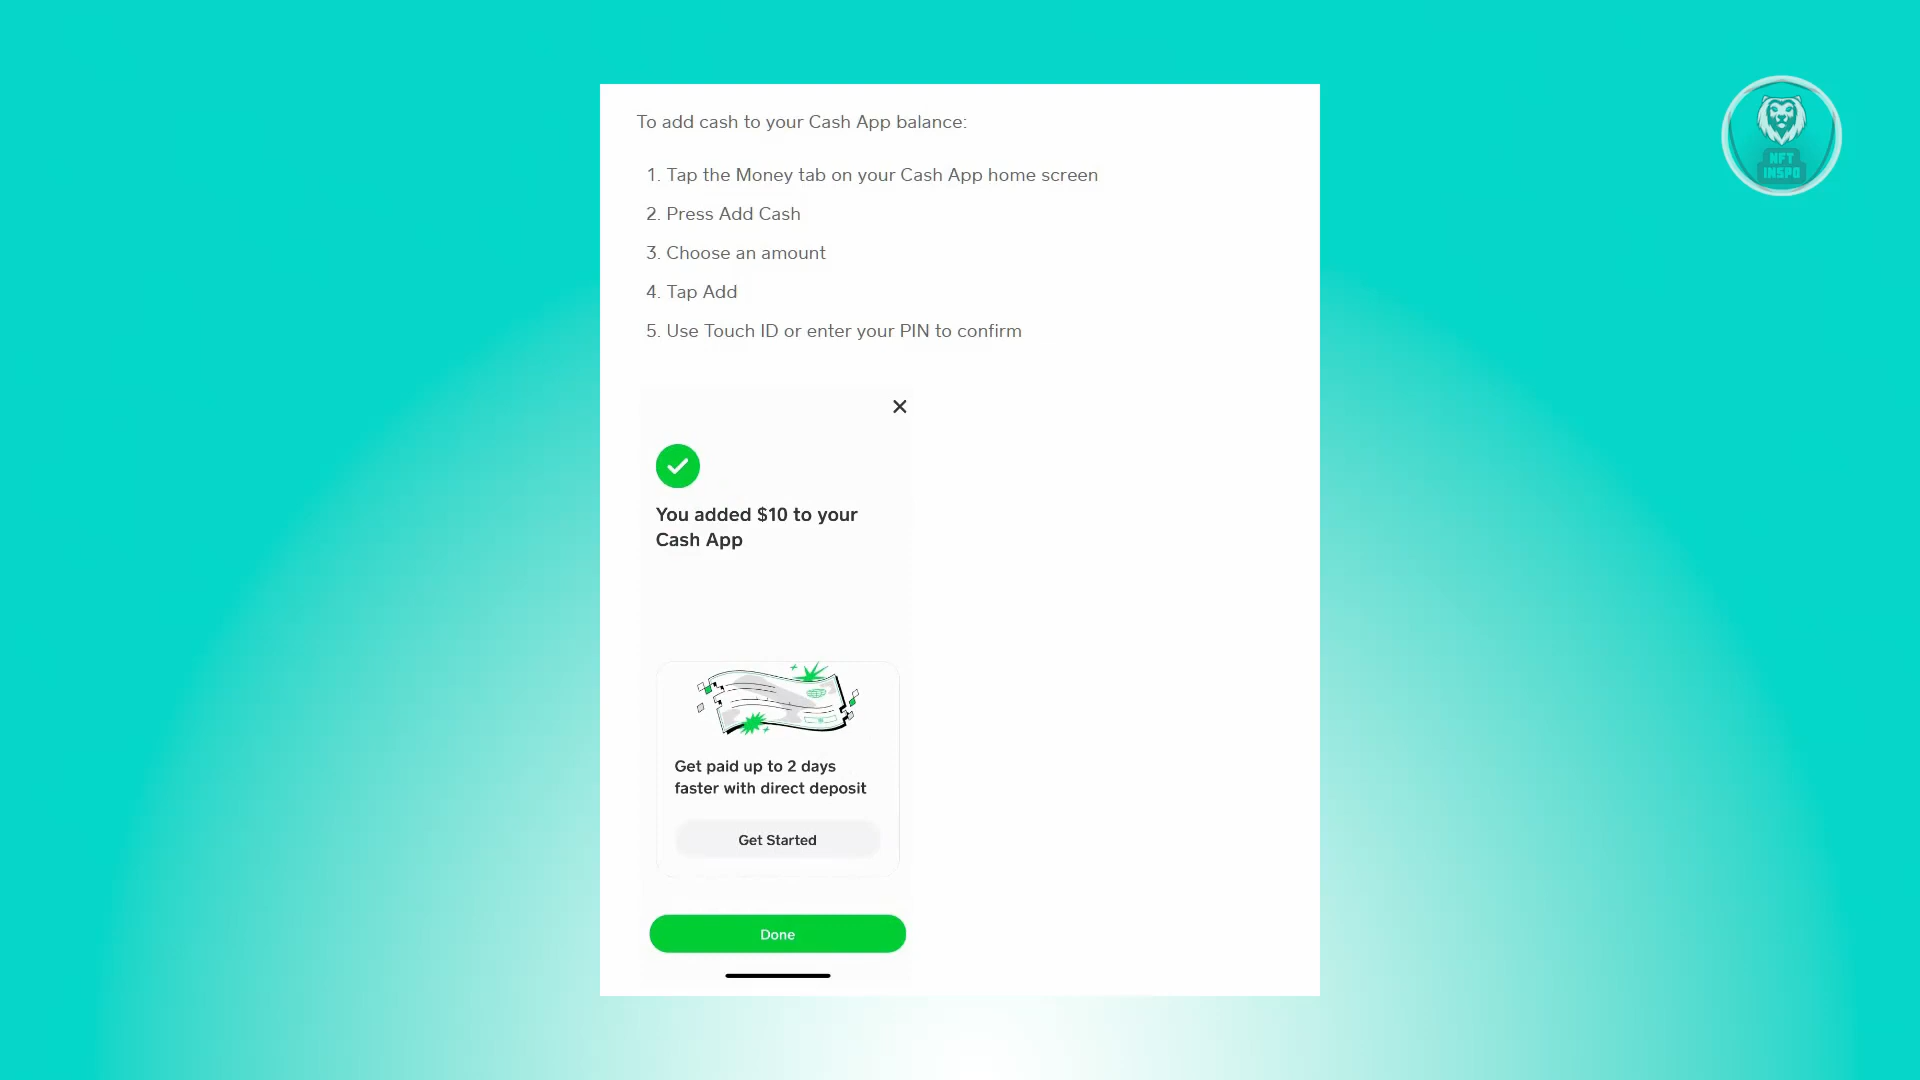 To add cash to your Cash App balance:
1. Tap the Money tab on your Cash App home screen
2. Press Add Cash
3. Choose an amount
4. Tap Add
5. Use Touch ID or enter your PIN to confirm
You added $10 to your
Cash App
Get paid up to 2 days
faster with direct deposit
Get Started
Done
NFT
INSPO